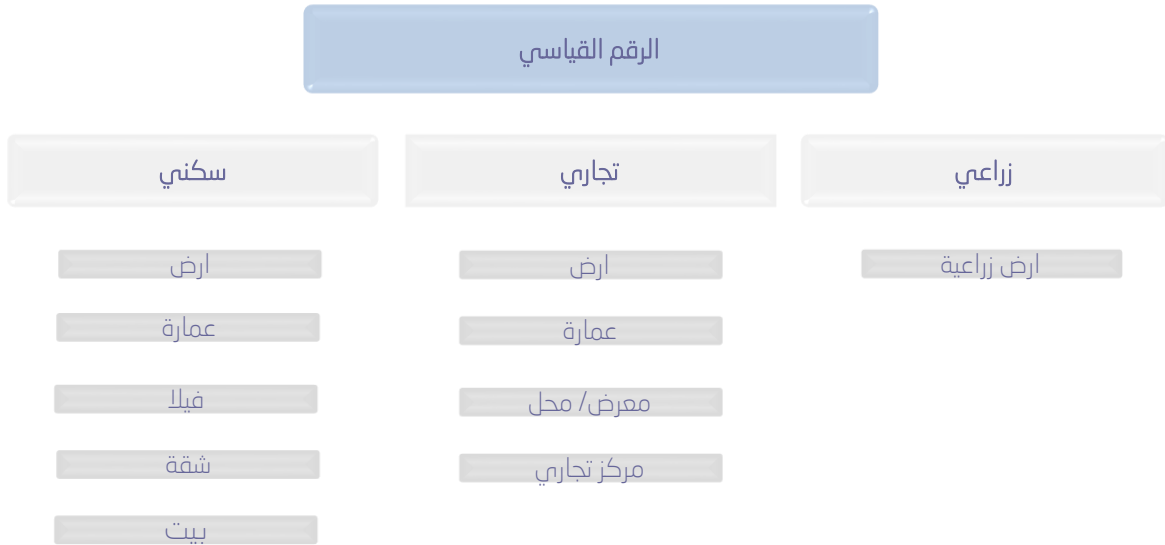 الرقم القياسي
زراعي
تجاري
سكني
ارض زراعية
ارض
ارض
عمارة
عمارة
معرض/ محل
فيلا
مركز تجاري
شقة
بيت